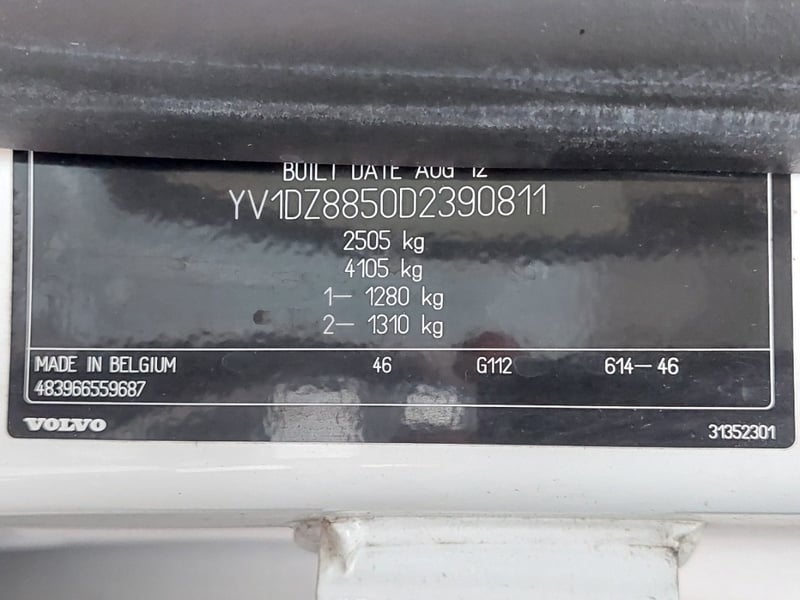 BUILT DATE AUG 12
YV1DZ8850D2390811
2505 kg
4105 kg
1- 1280 kg
2- 1310 kg
MADE IN BELGIUM 46 G112 614-46
483966559687
VOLVO 31352301